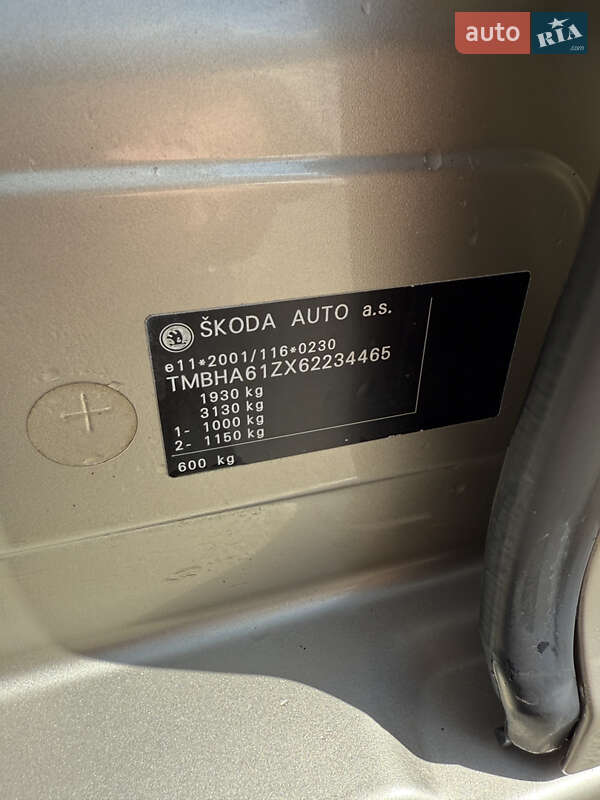 auto RIA .com
ŠKODA AUTO a.s.
e11*2001/116*0230
TMBHA61ZX62234465
1930 kg
3130 kg
1- 1000 kg
2- 1150 kg
600 kg